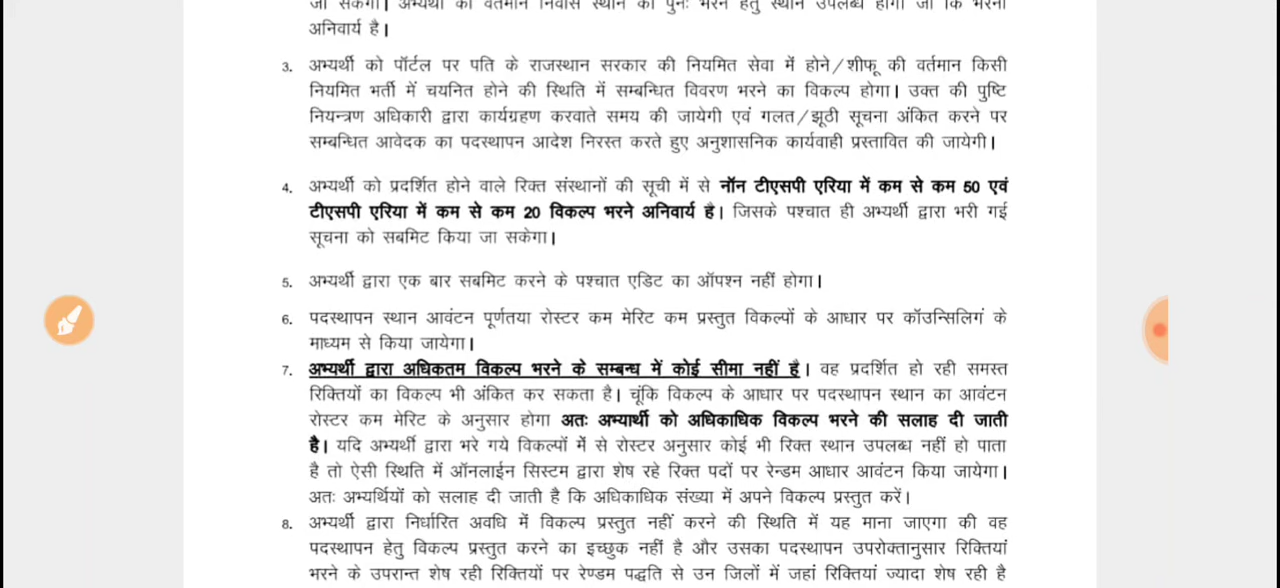 जा सकेगा। अभ्यर्थी को वर्तमान निवास स्थान को पुनः भरने हेतु स्थान उपलब्ध होगा जो कि भरना
अनिवार्य है।
3. अभ्यर्थी को पॉर्टल पर पति के राजस्थान सरकार की नियमित सेवा में होने/शीफू की वर्तमान किसी
नियमित भर्ती में चयनित होने की स्थिति में सम्बन्धित विवरण भरने का विकल्प होगा। उक्त की पुष्टि
नियन्त्रण अधिकारी द्वारा कार्यग्रहण करवाते समय की जायेगी एवं गलत/झूठी सूचना अंकित करने पर
सम्बन्धित आवेदक का पदस्थापन आदेश निरस्त करते हुए अनुशासनिक कार्यवाही प्रस्तावित की जायेगी।
4. अभ्यर्थी को प्रदर्शित होने वाले रिक्त संस्थानों की सूची में से नॉन टीएसपी एरिया में कम से कम 50 एवं
टीएसपी एरिया में कम से कम 20 विकल्प भरने अनिवार्य है। जिसके पश्चात ही अभ्यर्थी द्वारा भरी गई
सूचना को सबमिट किया जा सकेगा।
5. अभ्यर्थी द्वारा एक बार सबमिट करने के पश्चात एडिट का ऑपश्न नहीं होगा।
6. पदस्थापन स्थान आवंटन पूर्णतया रोस्टर कम मेरिट कम प्रस्तुत विकल्पों के आधार पर कॉउन्सिलिगं के
माध्यम से किया जायेगा।
7. अभ्यर्थी द्वारा अधिकतम विकल्प भरने के सम्बन्ध में कोई सीमा नहीं है। वह प्रदर्शित हो रही समस्त
रिक्तियों का विकल्प भी अंकित कर सकता है। चूंकि विकल्प के आधार पर पदस्थापन स्थान का आवंटन
रोस्टर कम मेरिट के अनुसार होगा अतः अभ्यार्थी को अधिकाधिक विकल्प भरने की सलाह दी जाती
है। यदि अभ्यर्थी द्वारा भरे गये विकल्पों में से रोस्टर अनुसार कोई भी रिक्त स्थान उपलब्ध नहीं हो पाता
है तो ऐसी स्थिति में ऑनलाईन सिस्टम द्वारा शेष रहे रिक्त पदों पर रेन्डम आधार आवंटन किया जायेगा।
अतः अभ्यर्थियों को सलाह दी जाती है कि अधिकाधिक संख्या में अपने विकल्प प्रस्तुत करें।
8. अभ्यर्थी द्वारा निर्धारित अवधि में विकल्प प्रस्तुत नहीं करने की स्थिति में यह माना जाएगा की वह
पदस्थापन हेतु विकल्प प्रस्तुत करने का इच्छुक नहीं है और उसका पदस्थापन उपरोक्तानुसार रिक्तियां
भरने के उपरान्त शेष रही रिक्तियों पर रेण्डम पद्धति से उन जिलों में जहां रिक्तियां ज्यादा शेष रही है